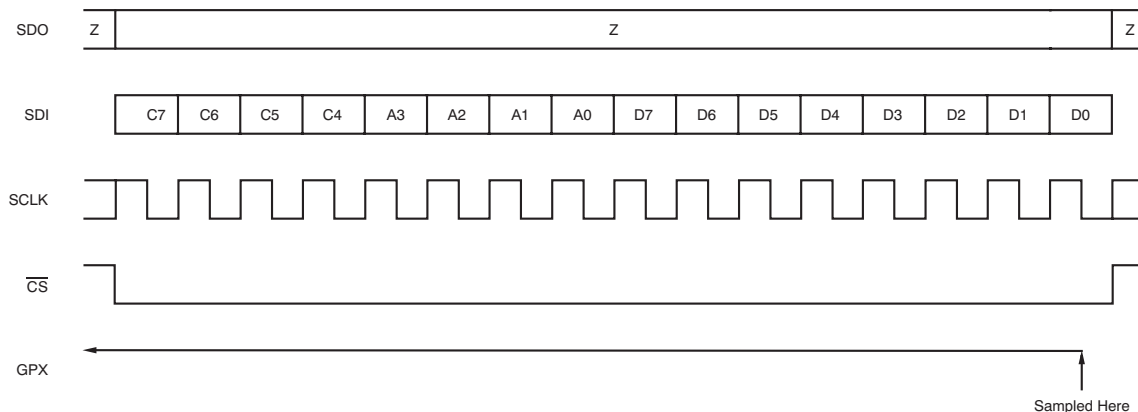 SDO Z Z Z
SDI C7 C6 C5 C4 A3 A2 A1 A0 D7 D6 D5 D4 D3 D2 D1 D0
SCLK
CS
GPX
Sampled Here